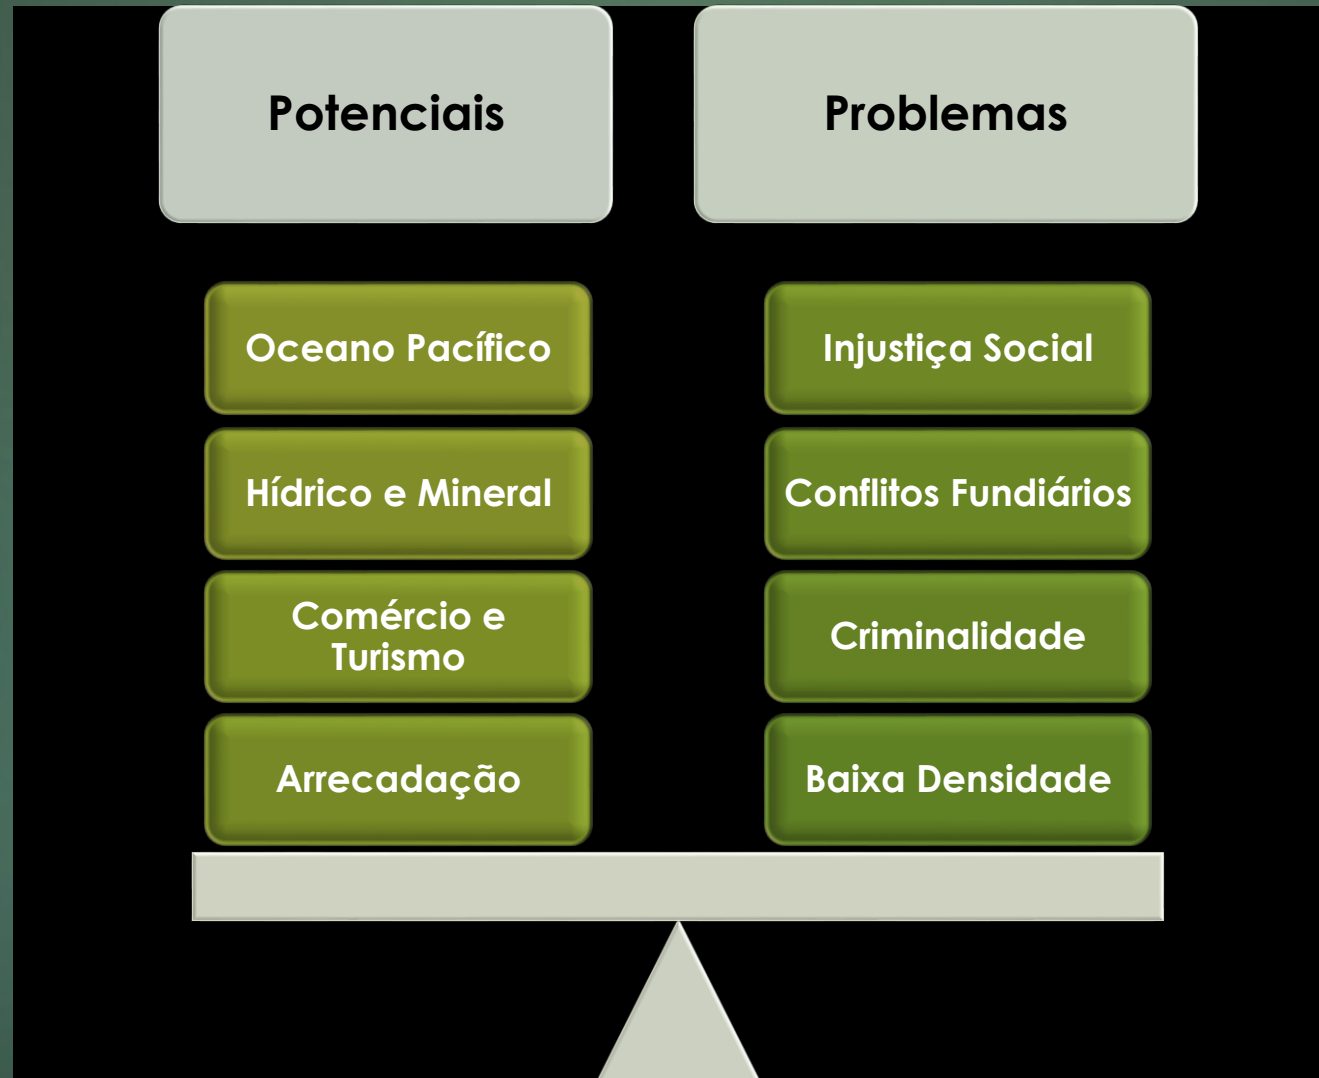 Potenciais
Problemas
Oceano Pacífico
Hídrico e Mineral
Comércio e
Turismo
Arrecadação
Injustiça Social
Conflitos Fundiários
Criminalidade
Baixa Densidade